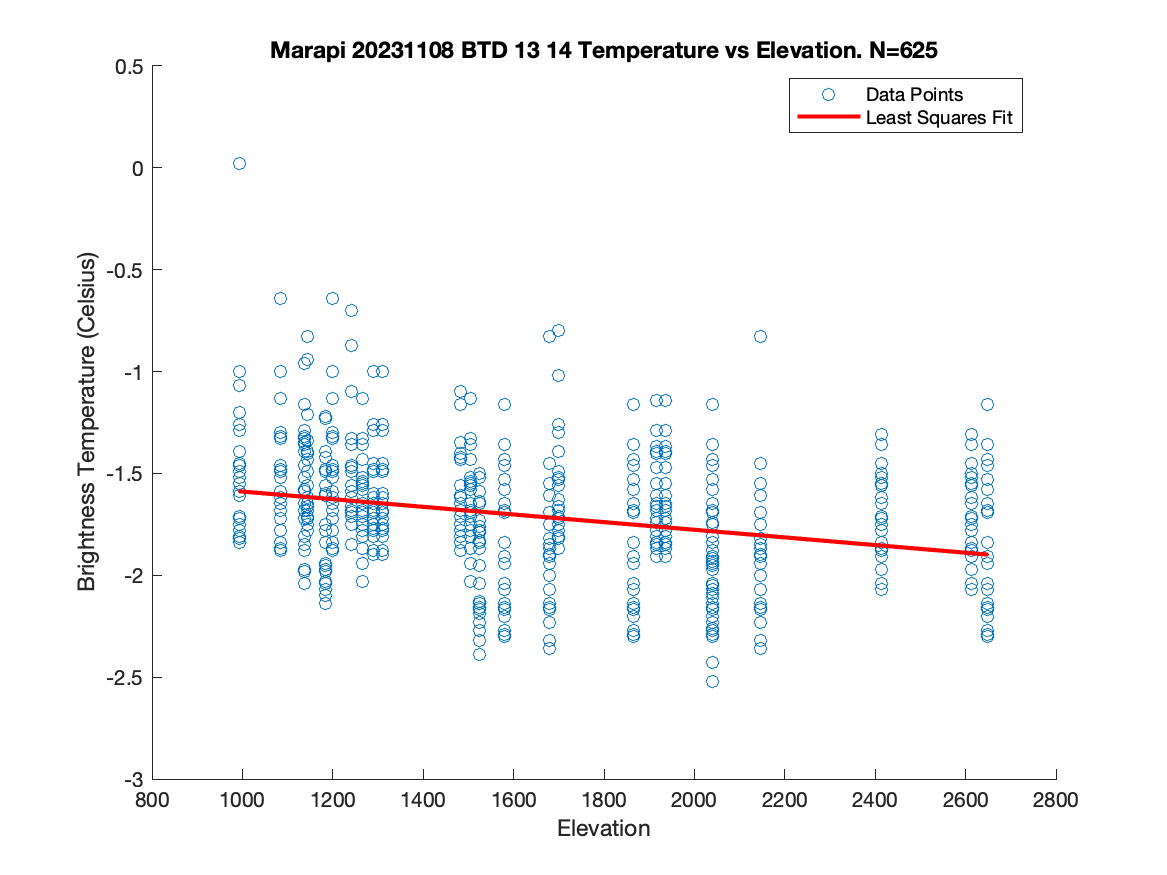 Marapi 20231108 BTD 13 14 Temperature vs Elevation. N=625
Data Points
Least Squares Fit
Brightness Temperature (Celsius)
0.5
0
-0.5
-1
-1.5
-2
-2.5
-3
800 1000 1200 1400 1600 1800 2000 2200 2400 2600 2800
Elevation